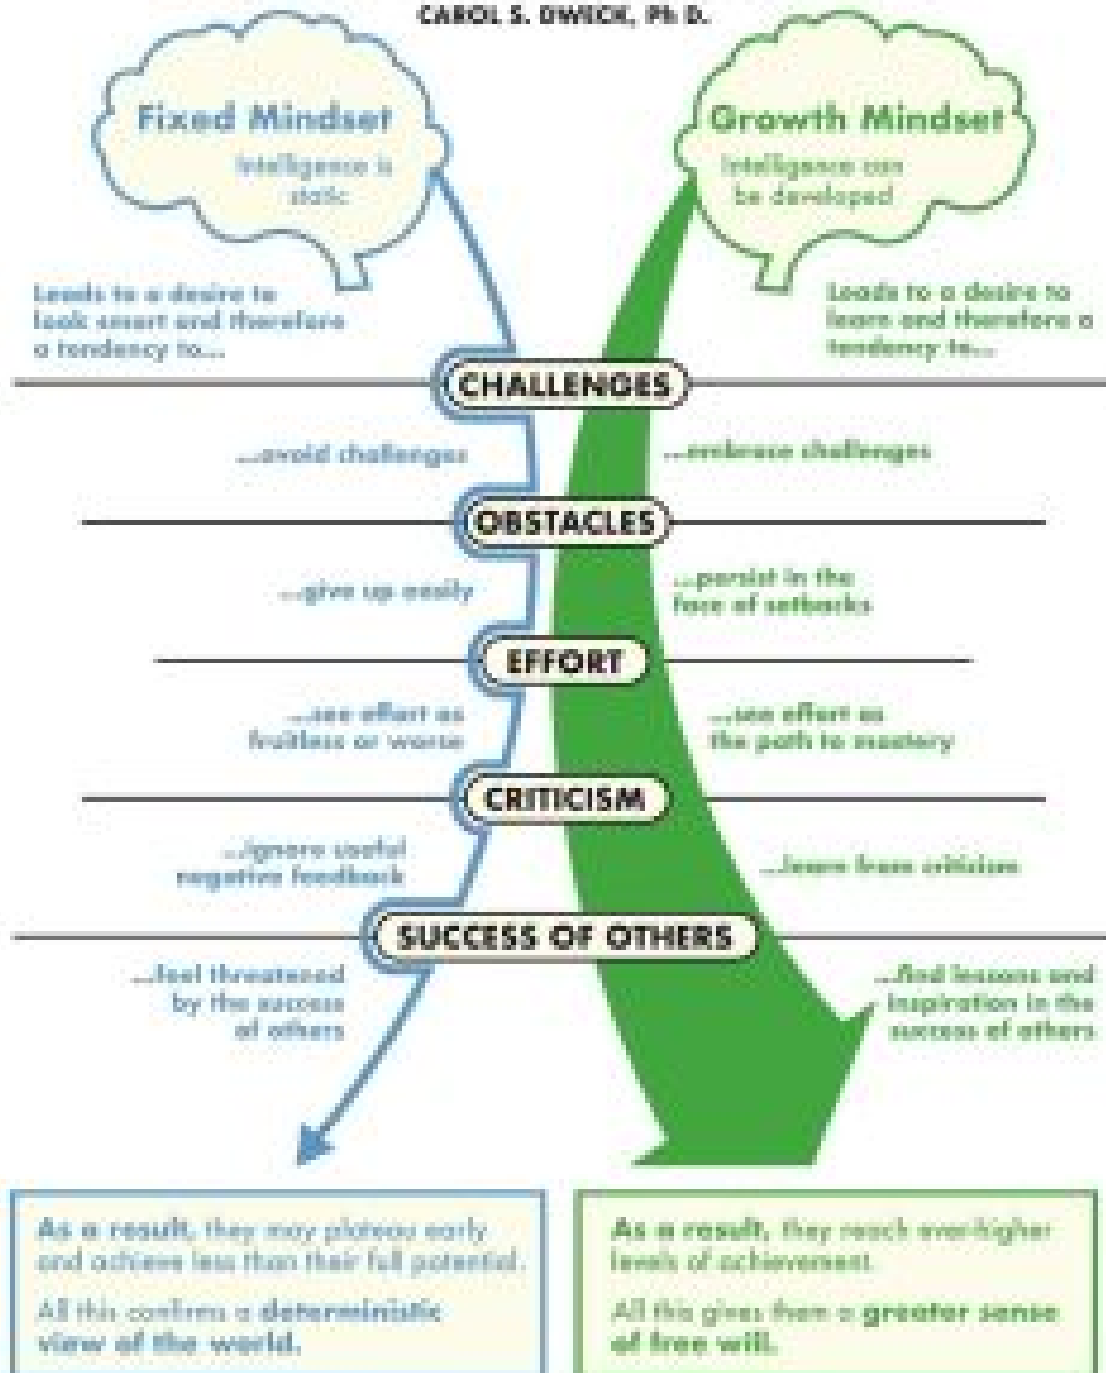 CAROL S. DWECK, Ph D.
Fixed Mindset
Intelligence is
static
Growth Mindset
Intelligence can
be developed
Leads to a desire to
look smart and therefore
a tendency to...
Leads to a desire to
learn and therefore a
tendency to...
CHALLENGES
...avoid challenges
...embrace challenges
OBSTACLES
...give up easily
...persist in the
face of setbacks
EFFORT
...see effort as
fruitless or worse
...see effort as
the path to mastery
CRITICISM
...ignore useful
negative feedback
...learn from criticism
SUCCESS OF OTHERS
...feel threatened
by the success
of others
...find lessons and
inspiration in the
success of others
As a result, they may plateau early
and achieve less than their full potential.
All this confirms a deterministic
view of the world.
As a result, they reach ever-higher
levels of achievement.
All this gives them a greater sense
of free will.